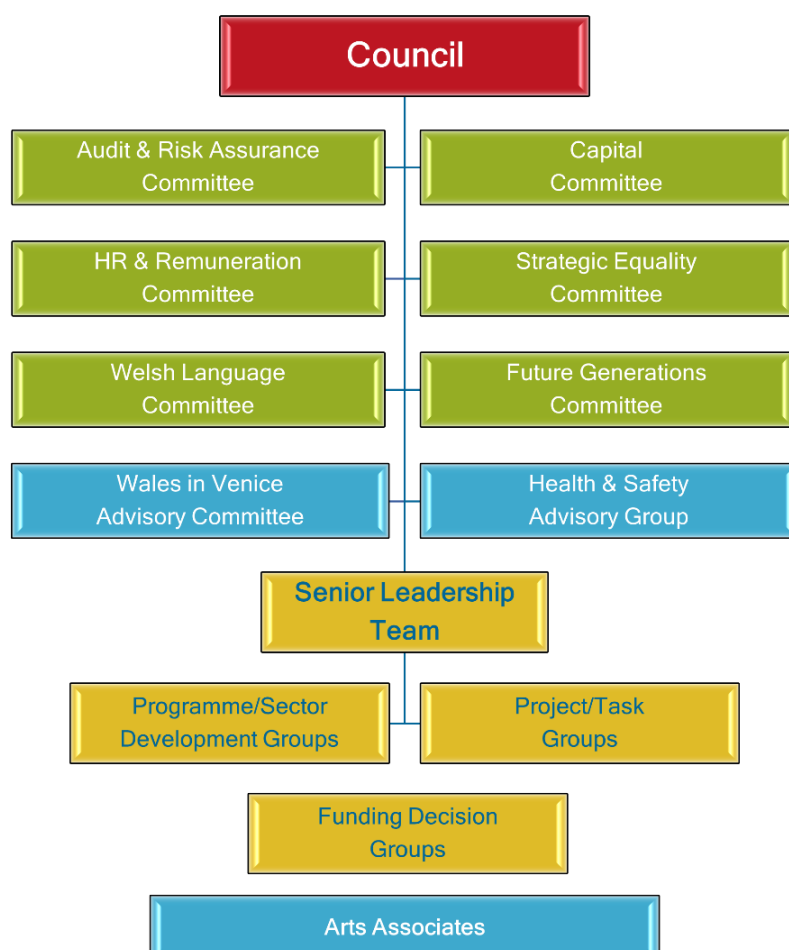 Council
Audit & Risk Assurance
Committee
Capital
Committee
HR & Remuneration
Committee
Strategic Equality
Committee
Welsh Language
Committee
Future Generations
Committee
Wales in Venice
Advisory Committee
Health & Safety
Advisory Group
Senior Leadership
Team
Programme/Sector
Development Groups
Project/Task
Groups
Funding Decision
Groups
Arts Associates